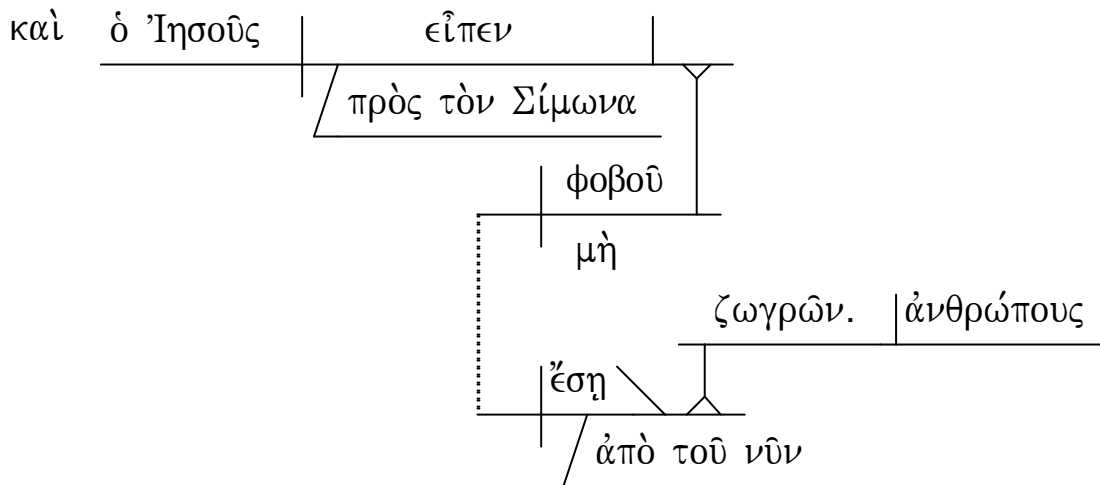 καὶ ὁ Ἰησοῦς εἶπεν
πρὸς τὸν Σίμωνα
φοβοῦ
μὴ
ζωγρῶν. ἀνθρώπους
ἔσῃ
ἀπὸ τοῦ νῦν